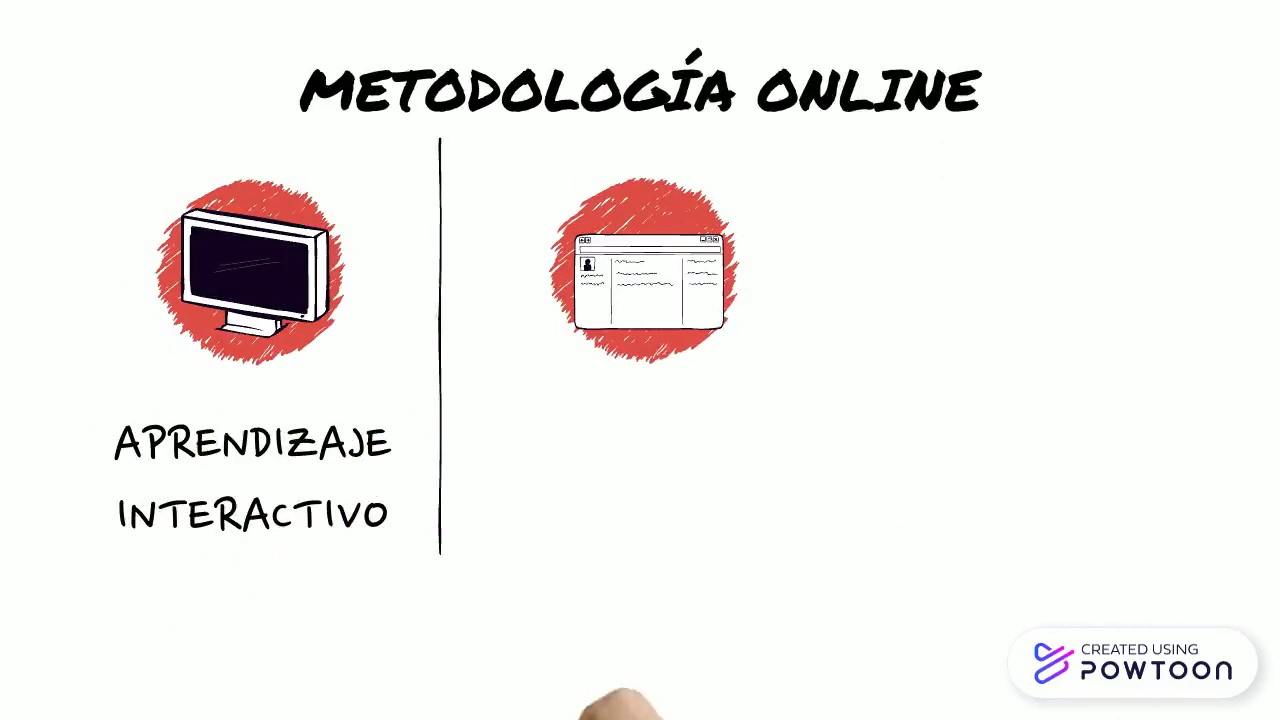 METODOLOGÍA ONLINE
APRENDIZAJE
INTERACTIVO
CREATED USING
POWTOON